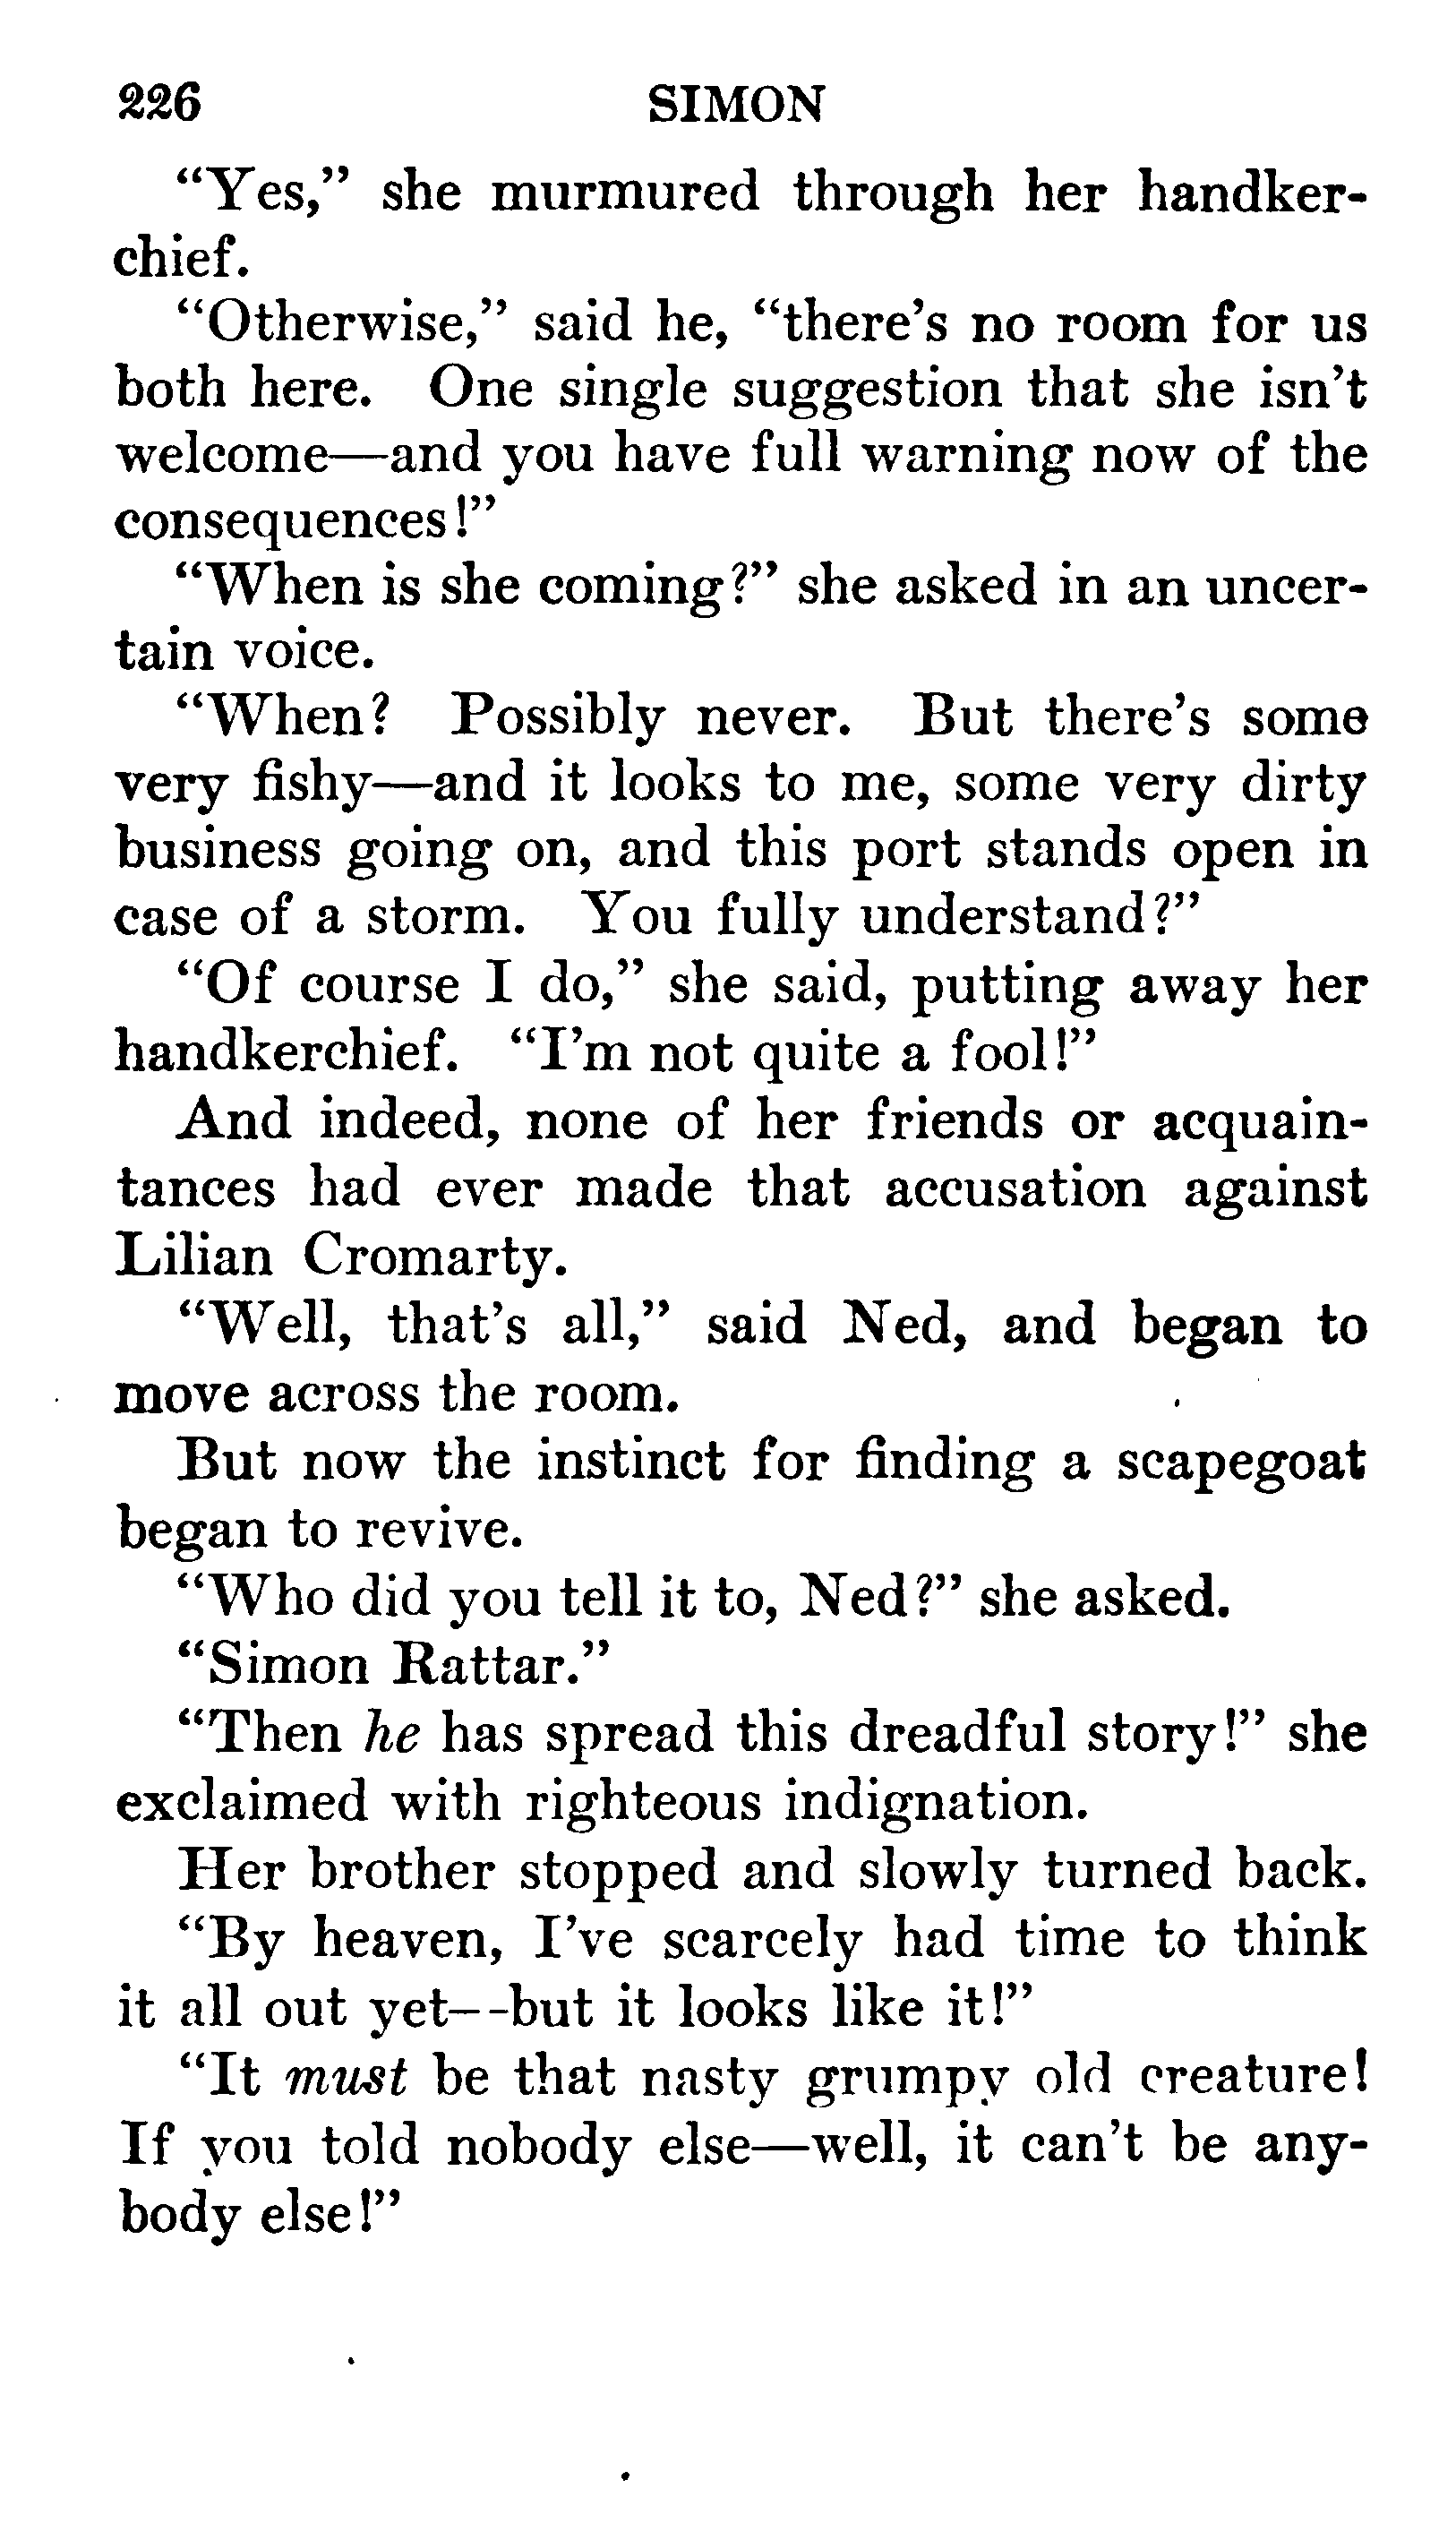 226 SIMON
“Yes,” she murmured through her handker-
chief.
“Otherwise,” said he, “there’s no room for us
both here. One single suggestion that she isn’t
welcome—and you have full warning now of the
consequences!”
“When is she coming?” she asked in an uncer-
tain voice.
“When? Possibly never. But there’s some
very fishy—and it looks to me, some very dirty
business going on, and this port stands open in
case of a storm. You fully understand?”
“Of course I do,” she said, putting away her
handkerchief. “I’m not quite a fool!”
And indeed, none of her friends or acquain-
tances had ever made that accusation against
Lilian Cromarty.
“Well, that’s all,” said Ned, and began to
move across the room.
But now the instinct for finding a scapegoat
began to revive.
“Who did you tell it to, Ned?” she asked.
“Simon Rattar.”
“Then he has spread this dreadful story!” she
exclaimed with righteous indignation.
Her brother stopped and slowly turned back.
“By heaven, I’ve scarcely had time to think
it all out yet--but it looks like it!”
“It must be that nasty grumpy old creature!
If you told nobody else—well, it can’t be any-
body else!”